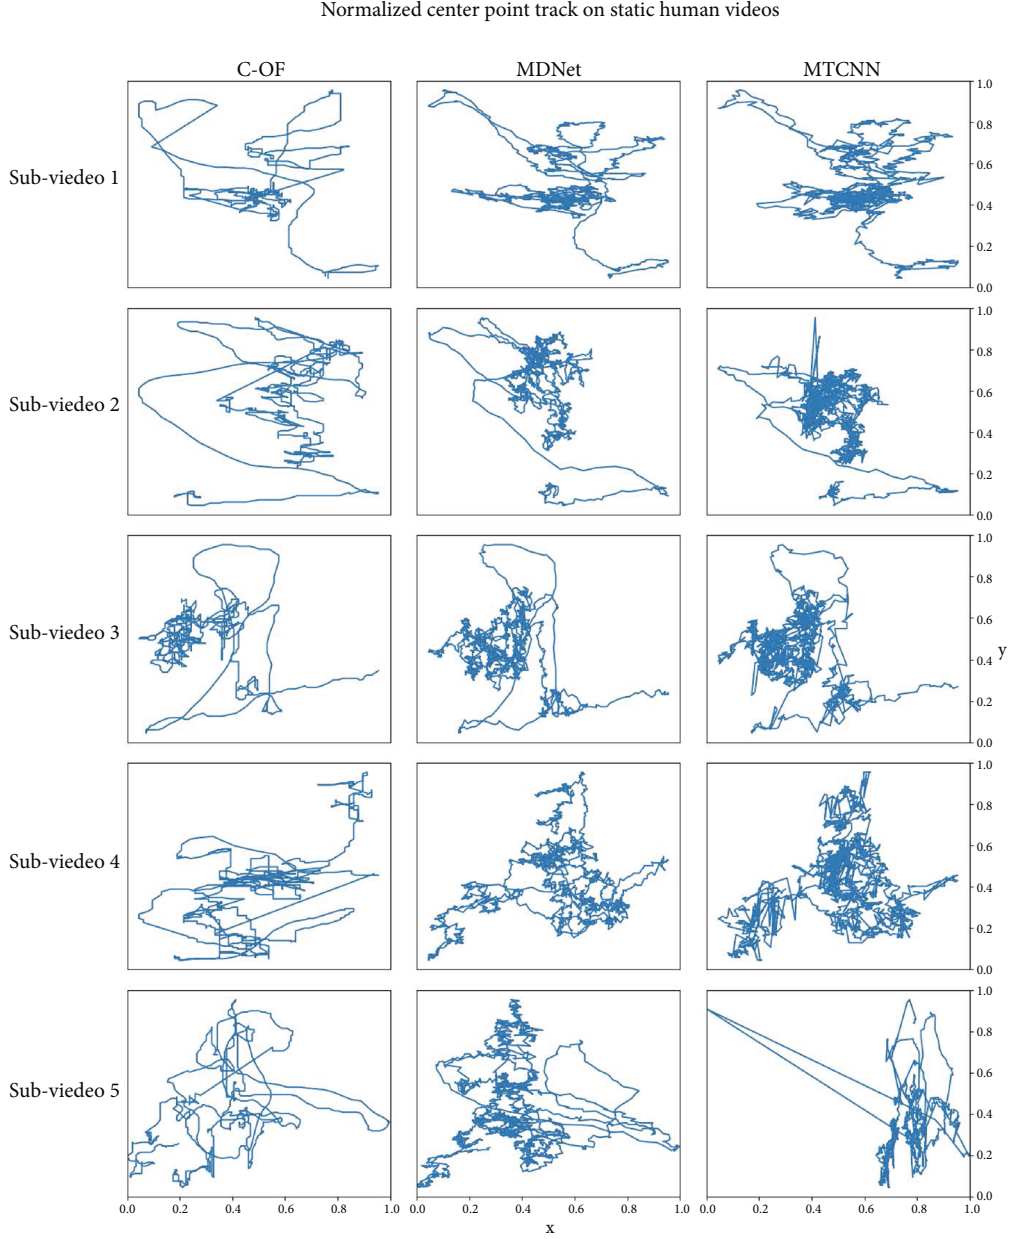 Normalized center point track on static human videos
C-OF MDNet MTCNN
1.0
0.8
Sub-viedeo 1 0.6
0.4
0.2
0.0
1.0
0.8
Sub-viedeo 2 0.6
0.4
0.2
0.0
1.0
0.8
Sub-viedeo 3 0.6
y
0.4
0.2
0.0
1.0
0.8
Sub-viedeo 4 0.6
0.4
0.2
0.0
1.0
0.8
Sub-viedeo 5 0.6
0.4
0.2
0.0
0.0 0.2 0.4 0.6 0.8 1.0 0.0 0.2 0.4 0.6 0.8 1.0 0.0 0.2 0.4 0.6 0.8 1.0
x